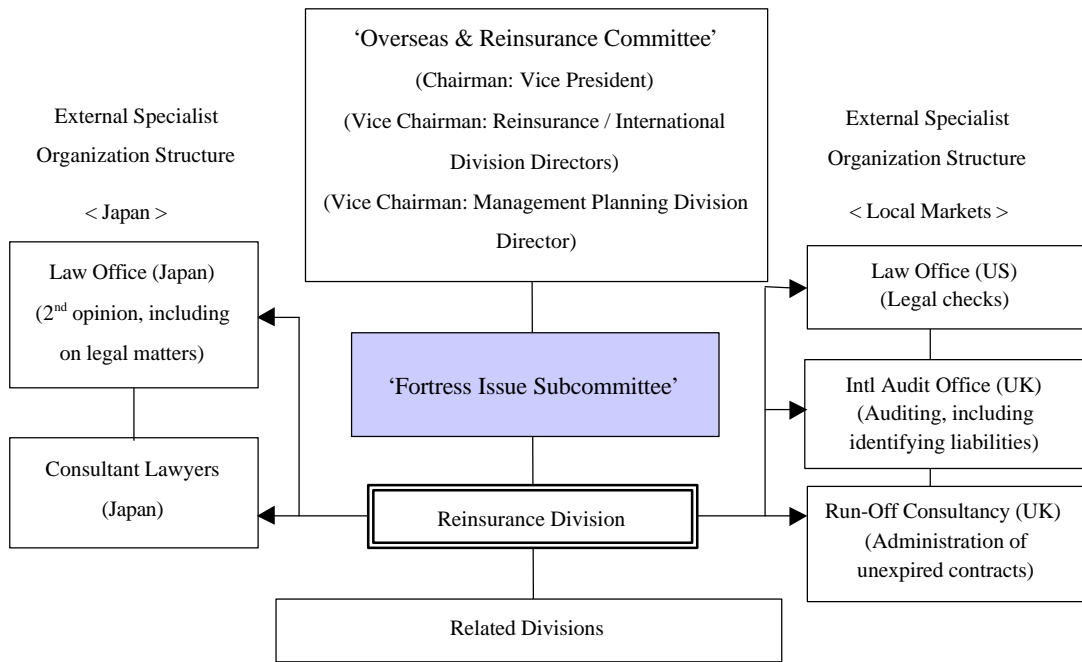 ‘Overseas & Reinsurance Committee’
(Chairman: Vice President)
(Vice Chairman: Reinsurance / International
Division Directors)
(Vice Chairman: Management Planning Division
Director)
External Specialist
Organization Structure
< Japan >
Law Office (Japan)
(2nd opinion, including
on legal matters)
Consultant Lawyers
(Japan)
‘Fortress Issue Subcommittee’
Reinsurance Division
Related Divisions
External Specialist
Organization Structure
< Local Markets >
Law Office (US)
(Legal checks)
Intl Audit Office (UK)
(Auditing, including
identifying liabilities)
Run-Off Consultancy (UK)
(Administration of
unexpired contracts)